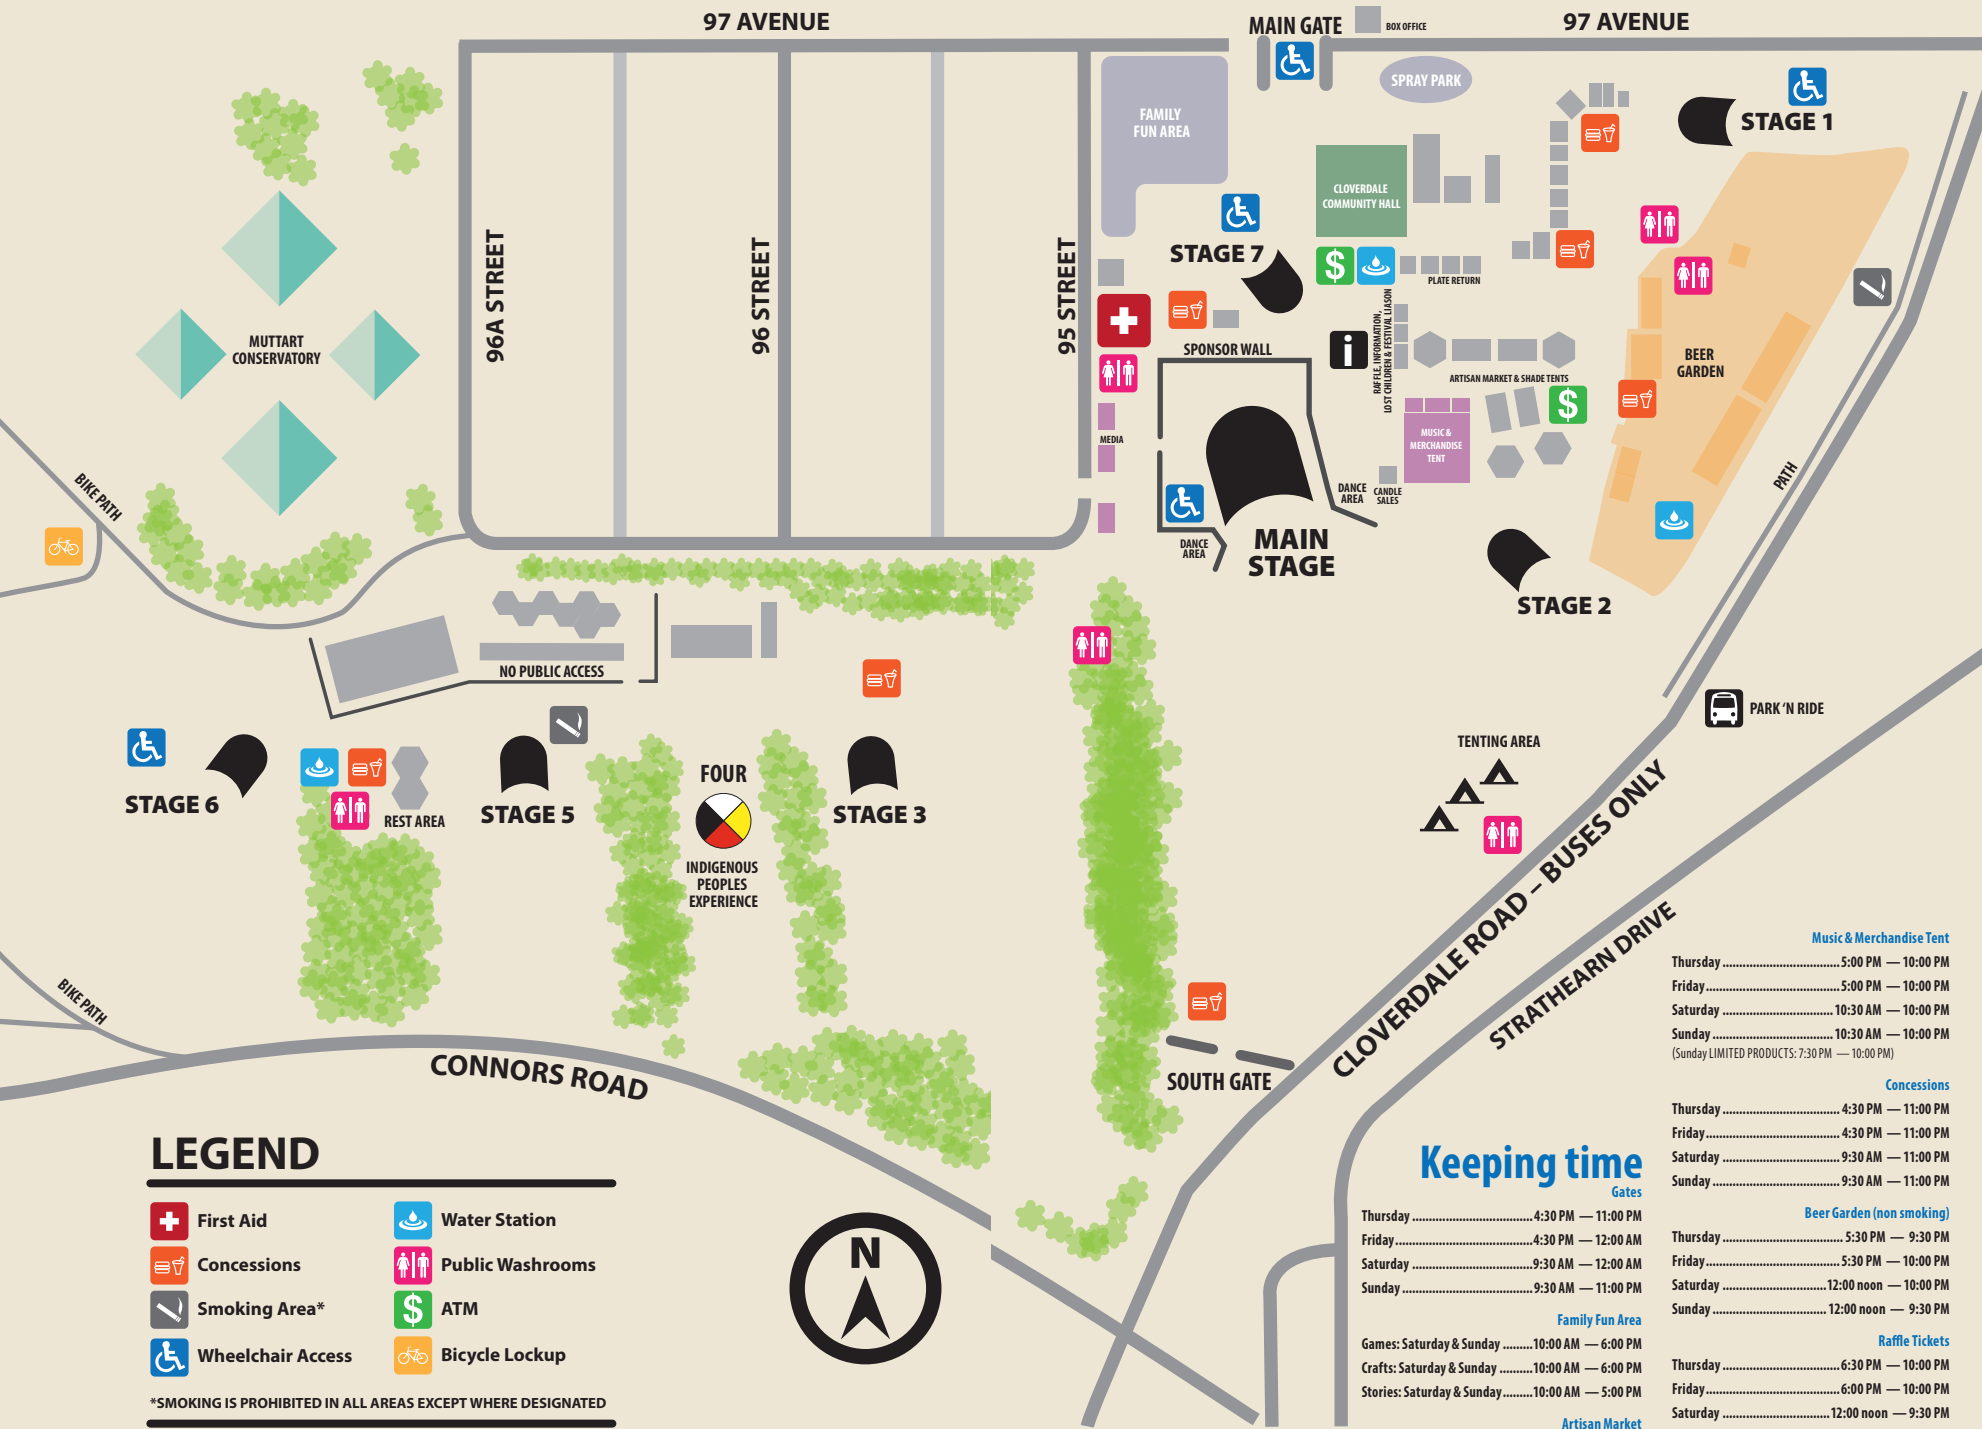 97 AVENUE
MAIN GATE
BOX OFFICE
97 AVENUE
SPRAY PARK
FAMILY
FUN AREA
STAGE 1
CLOVERDALE
COMMUNITY HALL
96A STREET
96 STREET
95 STREET
STAGE 7
$
PLATE RETURN
RAFFLE, INFORMATION,
LOST CHILDREN & FESTIVAL LIASON
i
SPONSOR WALL
MUTTART
CONSERVATORY
BEER
GARDEN
ARTISAN MARKET & SHADE TENTS
$
MUSIC &
MERCHANDISE
TENT
MEDIA
DANCE
AREA
CANDLE
SALES
PATH
BIKE PATH
DANCE
AREA
MAIN
STAGE
STAGE 2
NO PUBLIC ACCESS
PARK ‘N RIDE
TENTING AREA
STAGE 6
REST AREA
STAGE 5
FOUR
INDIGENOUS
PEOPLES
EXPERIENCE
STAGE 3
CLOVERDALE ROAD – BUSES ONLY
STRATHEARN DRIVE
BIKE PATH
CONNORS ROAD
SOUTH GATE
LEGEND
First Aid
Concessions
Smoking Area*
Wheelchair Access
Water Station
Public Washrooms
$ ATM
Bicycle Lockup
*SMOKING IS PROHIBITED IN ALL AREAS EXCEPT WHERE DESIGNATED
N
Keeping time
Gates
Thursday ....................................4:30 PM — 11:00 PM
Friday.........................................4:30 PM — 12:00 AM
Saturday ...................................9:30 AM — 12:00 AM
Sunday .......................................9:30 AM — 11:00 PM
Family Fun Area
Games: Saturday & Sunday .........10:00 AM — 6:00 PM
Crafts: Saturday & Sunday ..........10:00 AM — 6:00 PM
Stories: Saturday & Sunday.........10:00 AM — 5:00 PM
Artisan Market
Music & Merchandise Tent
Thursday ...................................5:00 PM — 10:00 PM
Friday........................................5:00 PM — 10:00 PM
Saturday .................................10:30 AM — 10:00 PM
Sunday ....................................10:30 AM — 10:00 PM
(Sunday LIMITED PRODUCTS: 7:30 PM — 10:00 PM)
Concessions
Thursday ...................................4:30 PM — 11:00 PM
Friday........................................4:30 PM — 11:00 PM
Saturday ...................................9:30 AM — 11:00 PM
Sunday ......................................9:30 AM — 11:00 PM
Beer Garden (non smoking)
Thursday ....................................5:30 PM — 9:30 PM
Friday........................................5:30 PM — 10:00 PM
Saturday ...............................12:00 noon — 10:00 PM
Sunday ..................................12:00 noon — 9:30 PM
Raffle Tickets
Thursday ...................................6:30 PM — 10:00 PM
Friday........................................6:00 PM — 10:00 PM
Saturday ................................12:00 noon — 9:30 PM